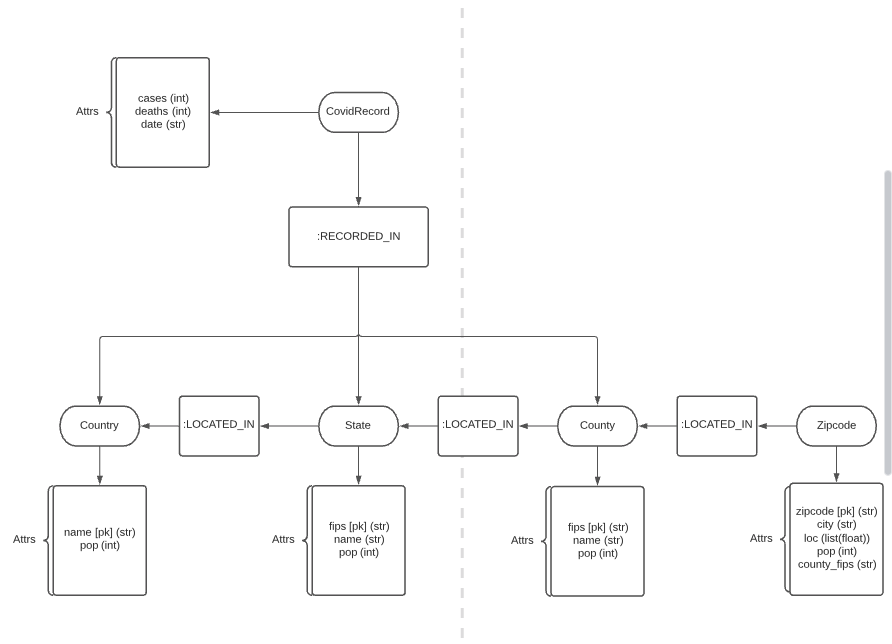 Attrs
cases (int)
deaths (int)
date (str)
CovidRecord
:RECORDED_IN
Country
:LOCATED_IN
State
:LOCATED_IN
County
:LOCATED_IN
Zipcode
Attrs
name [pk] (str)
pop (int)
Attrs
fips [pk] (str)
name (str)
pop (int)
Attrs
fips [pk] (str)
name (str)
pop (int)
Attrs
zipcode [pk] (str)
city (str)
loc (list(float))
pop (int)
county_fips (str)